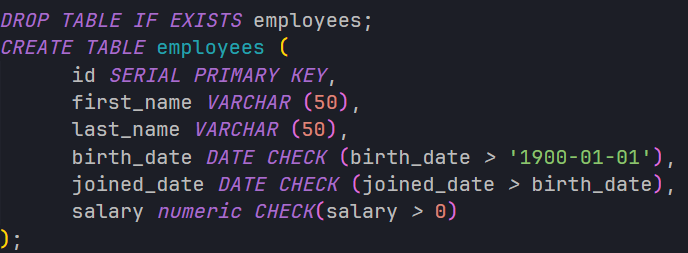 DROP TABLE IF EXISTS employees;
CREATE TABLE employees (
id SERIAL PRIMARY KEY,
first_name VARCHAR (50),
last_name VARCHAR (50),
birth_date DATE CHECK (birth_date > '1900-01-01'),
joined_date DATE CHECK (joined_date > birth_date),
salary numeric CHECK(salary > 0)
);